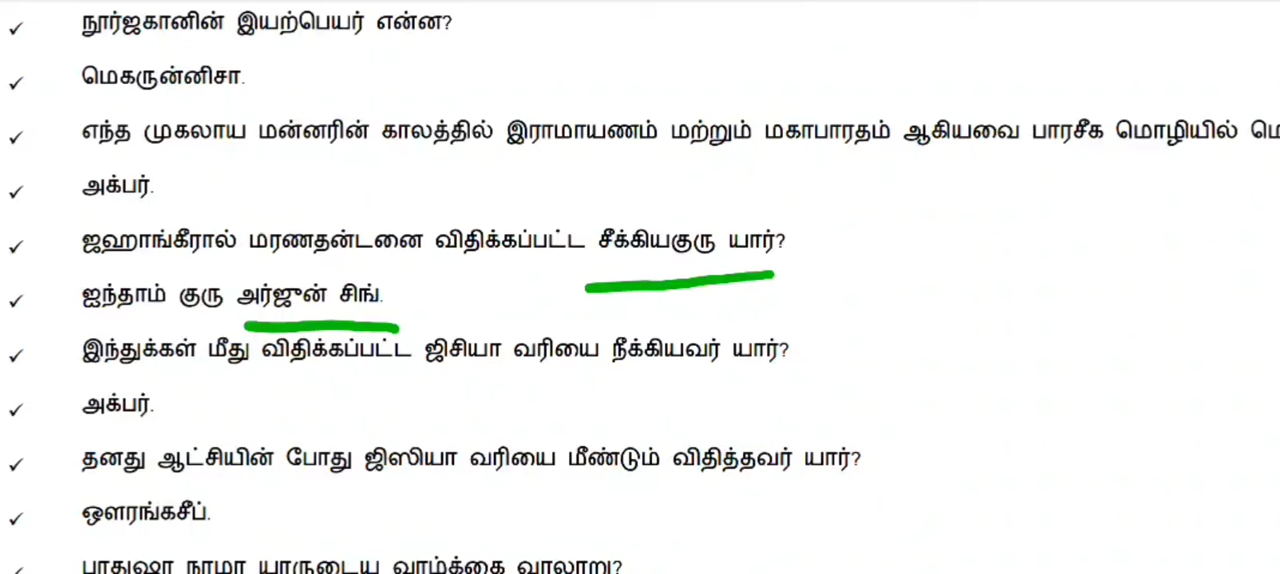 ✓ நூர்ஜகானின் இயற்பெயர் என்ன?
✓ மெகருன்னிசா.
✓ எந்த முகலாய மன்னரின் காலத்தில் இராமாயணம் மற்றும் மகாபாரதம் ஆகியவை பாரசீக மொழியில்
✓ அக்பர்.
✓ ஜஹாங்கீரால் மரணதன்டனை விதிக்கப்பட்ட சீக்கியகுரு யார்?
✓ ஐந்தாம் குரு அர்ஜுன் சிங்.
✓ இந்துக்கள் மீது விதிக்கப்பட்ட ஜிசியா வரியை நீக்கியவர் யார்?
✓ அக்பர்.
✓ தனது ஆட்சியின் போது ஜிஸியா வரியை மீண்டும் விதித்தவர் யார்?
✓ ஔரங்கசீப்.
✓ பாதுஷா நாமா யாருடைய வாழ்க்கை வரலாறு?